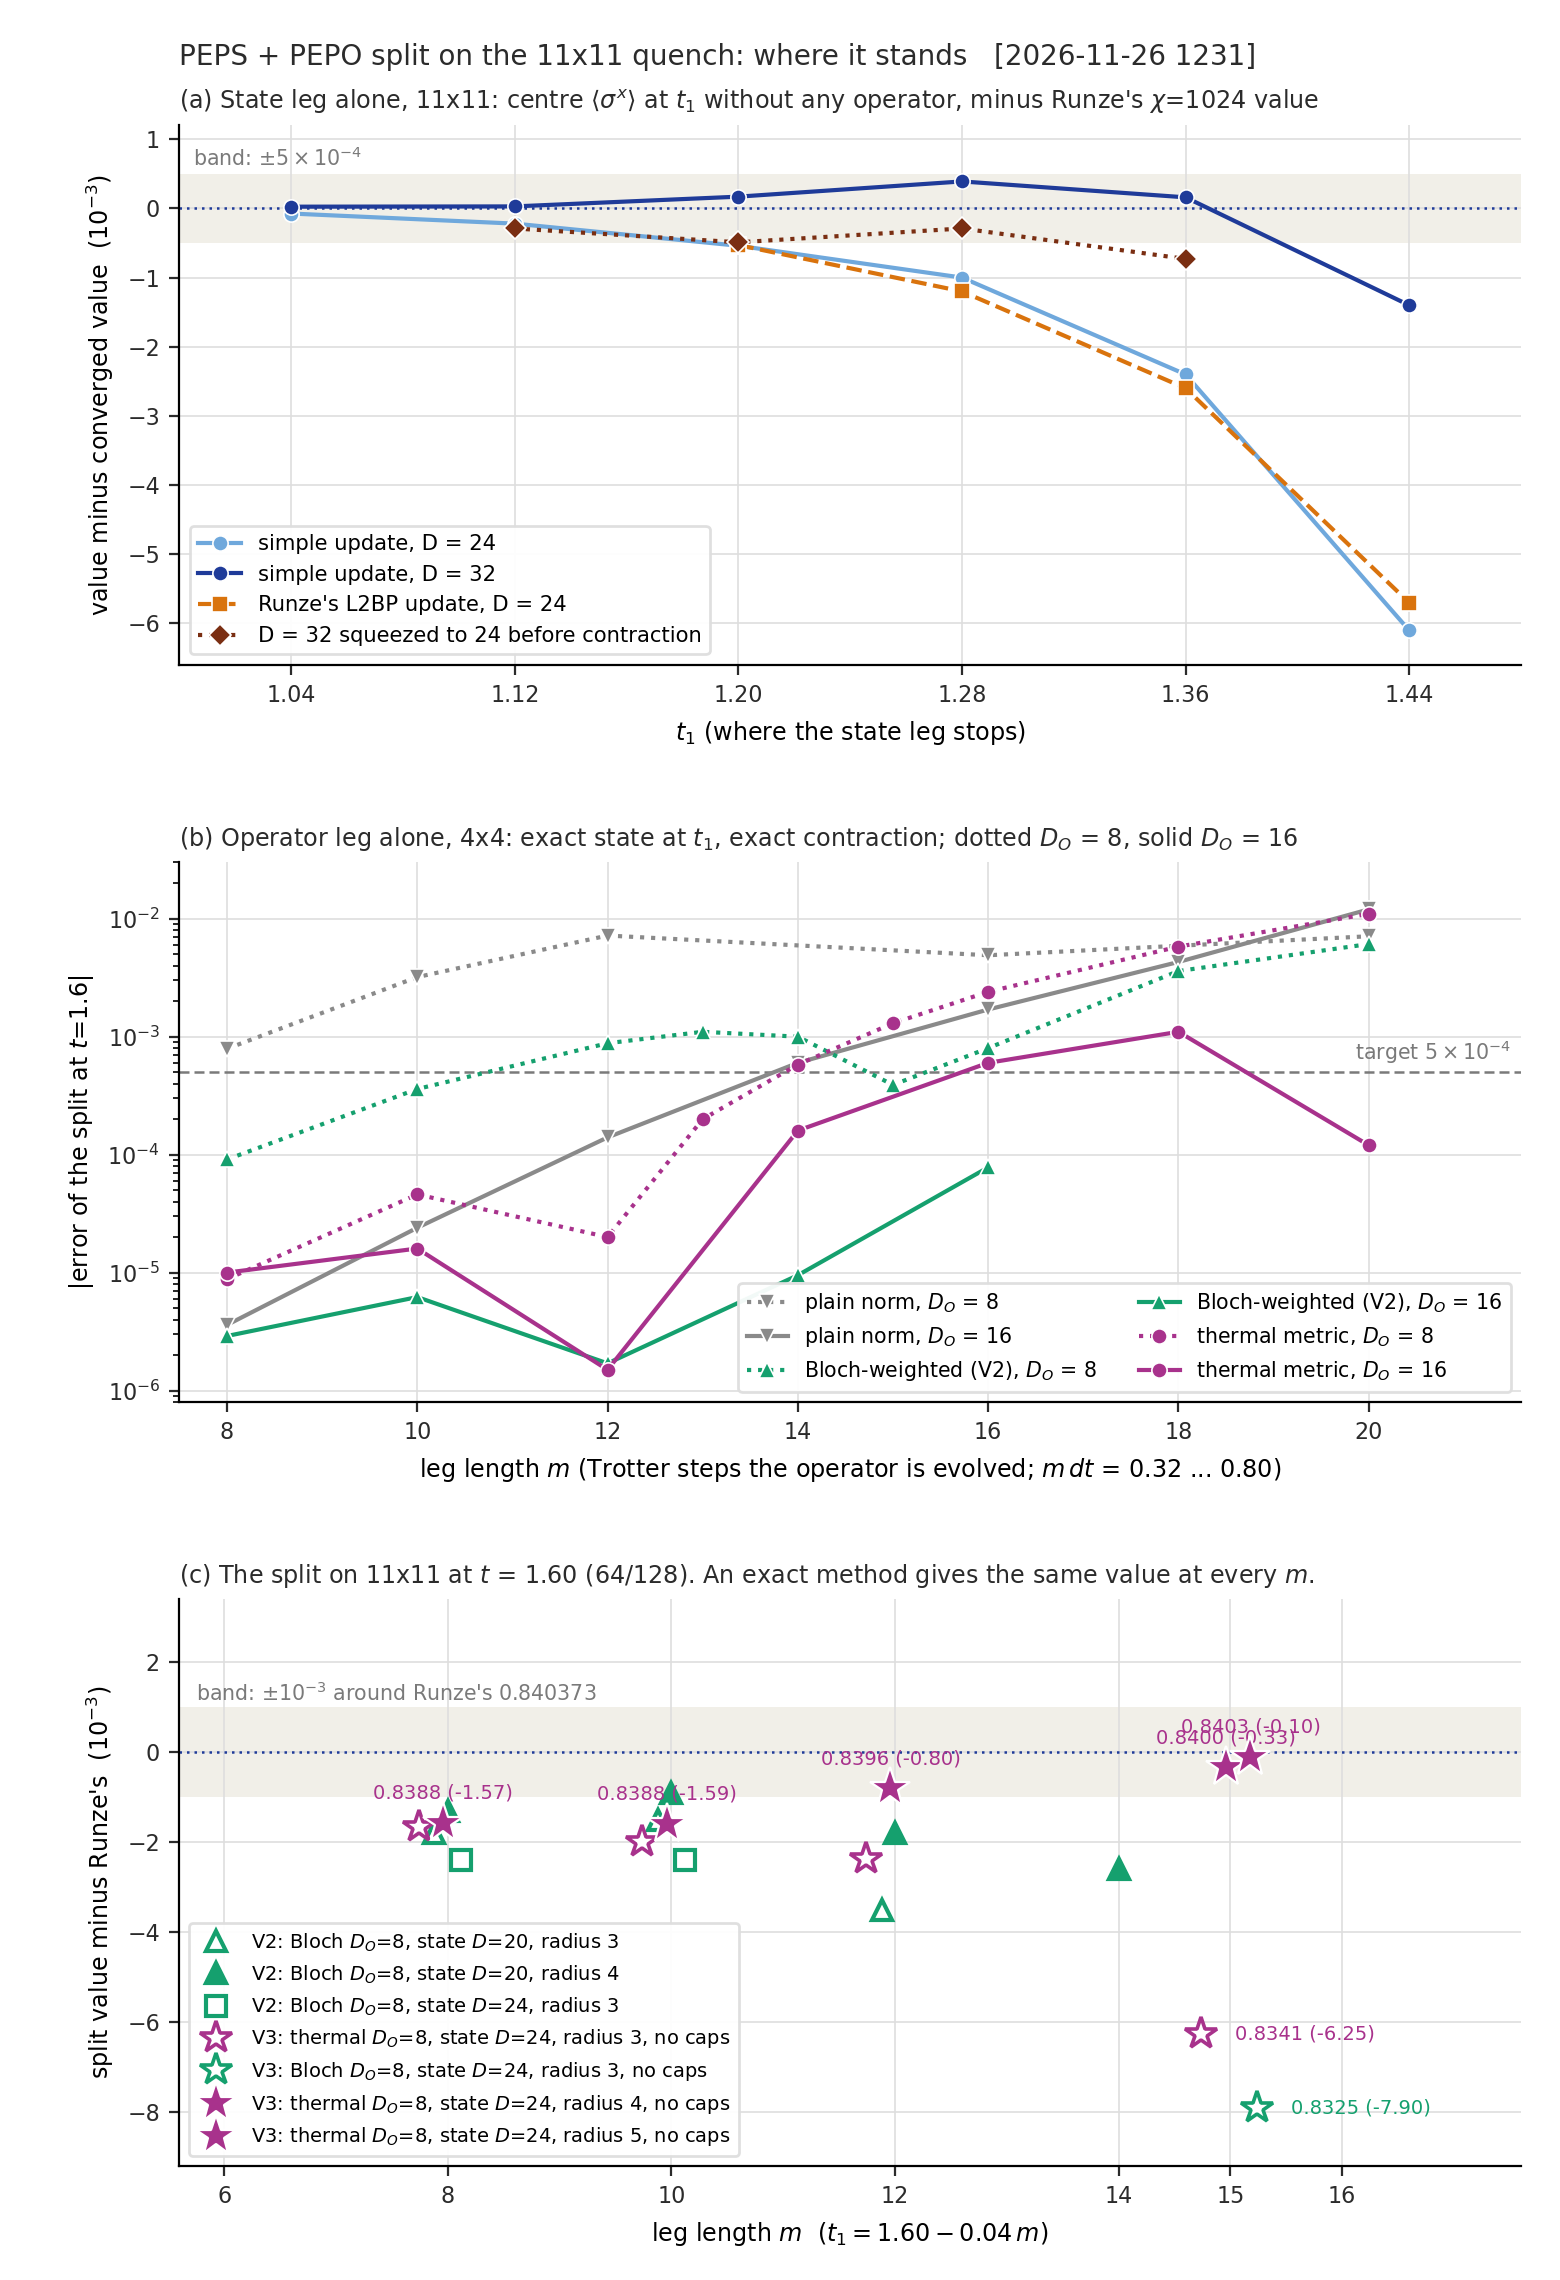 PEPS + PEPO split on the 11x11 quench: where it stands [2026-11-26 1231]
(a) State leg alone, 11x11: centre ⟨σˣ⟩ at t₁ without any operator, minus Runze's χ=1024 value
value minus converged value (10⁻³)
1
0
−1
−2
−3
−4
−5
−6
band: ±5 × 10⁻⁴
simple update, D = 24
simple update, D = 32
Runze's L2BP update, D = 24
D = 32 squeezed to 24 before contraction
1.04 1.12 1.20 1.28 1.36 1.44
t₁ (where the state leg stops)
(b) Operator leg alone, 4x4: exact state at t₁, exact contraction; dotted D_O = 8, solid D_O = 16
|error of the split at t=1.6|
10⁻²
10⁻³
10⁻⁴
10⁻⁵
10⁻⁶
target 5 × 10⁻⁴
plain norm, D_O = 8
plain norm, D_O = 16
Bloch-weighted (V2), D_O = 8
Bloch-weighted (V2), D_O = 16
thermal metric, D_O = 8
thermal metric, D_O = 16
8 10 12 14 16 18 20
leg length m (Trotter steps the operator is evolved; m dt = 0.32 ... 0.80)
(c) The split on 11x11 at t = 1.60 (64/128). An exact method gives the same value at every m.
split value minus Runze's (10⁻³)
2
0
−2
−4
−6
−8
band: ±10⁻³ around Runze's 0.840373
0.8403 (-0.10)
0.8400 (-0.33)
0.8396 (-0.80)
0.8388 (-1.57)
0.8388 (-1.59)
0.8341 (-6.25)
0.8325 (-7.90)
V2: Bloch D_O=8, state D=20, radius 3
V2: Bloch D_O=8, state D=20, radius 4
V2: Bloch D_O=8, state D=24, radius 3
V3: thermal D_O=8, state D=24, radius 3, no caps
V3: Bloch D_O=8, state D=24, radius 3, no caps
V3: thermal D_O=8, state D=24, radius 4, no caps
V3: thermal D_O=8, state D=24, radius 5, no caps
6 8 10 12 14 15 16
leg length m (t₁ = 1.60 − 0.04 m)